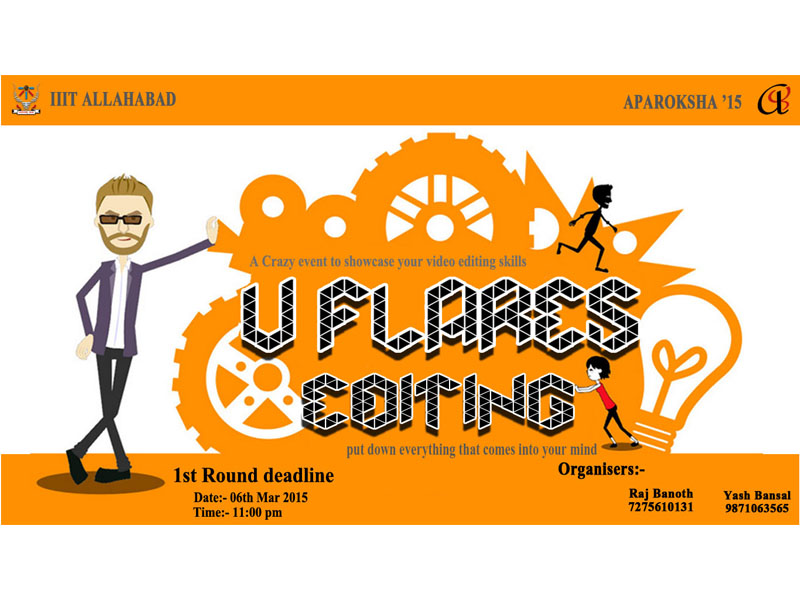 IIIT ALLAHABAD
APAROKSHA '15
A Crazy event to showcase your video editing skills
U FLARES
EDITING
put down everything that comes into your mind
1st Round deadline
Date:- 06th Mar 2015
Time:- 11:00 pm
Organisers:-
Raj Banoth
7275610131
Yash Bansal
9871063565